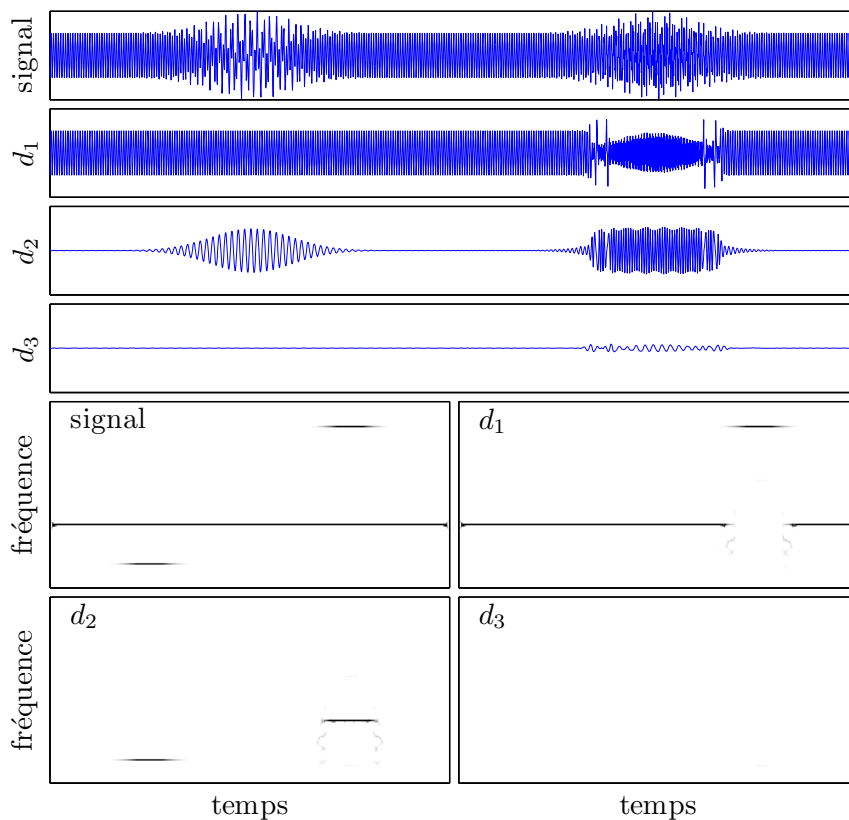 signal
d₁
d₂
d₃
signal
d₁
fréquence
d₂
d₃
fréquence
temps
temps